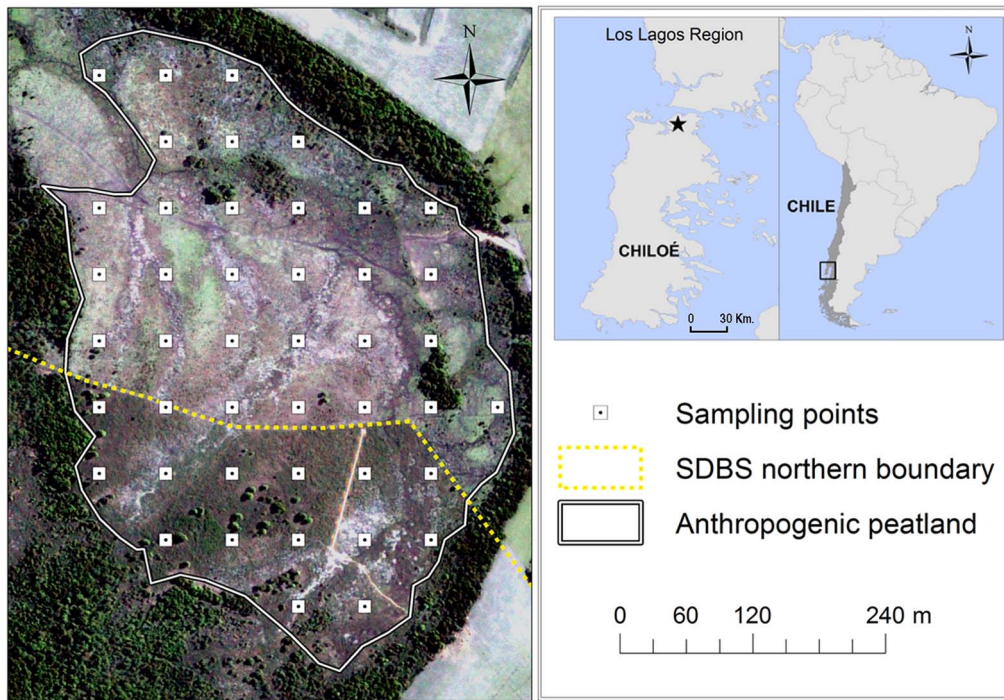 N
Los Lagos Region
N
CHILE
CHILOÉ
0 30 Km.
Sampling points
SDBS northern boundary
Anthropogenic peatland
0 60 120 240 m